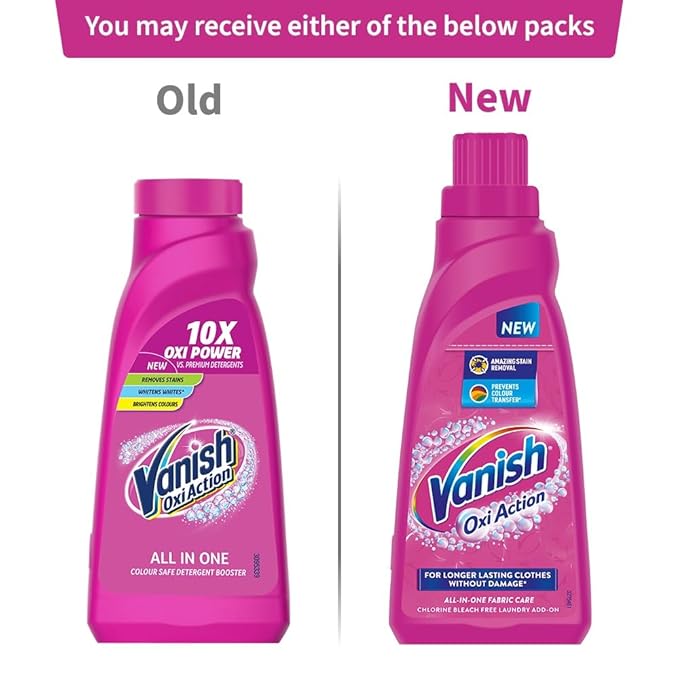 You may receive either of the below packs
Old
New
10X
OXI POWER
VS. PREMIUM DETERGENTS
NEW
REMOVES STAINS
WHITENS WHITES*
BRIGHTENS COLOURS
Vanish
Oxi Action
ALL IN ONE
COLOUR SAFE DETERGENT BOOSTER
NEW
AMAZING STAIN
REMOVAL
PREVENTS
COLOUR
TRANSFER*
Vanish
Oxi Action
FOR LONGER LASTING CLOTHES
WITHOUT DAMAGE*
ALL-IN-ONE FABRIC CARE
CHLORINE BLEACH FREE LAUNDRY ADD-ON